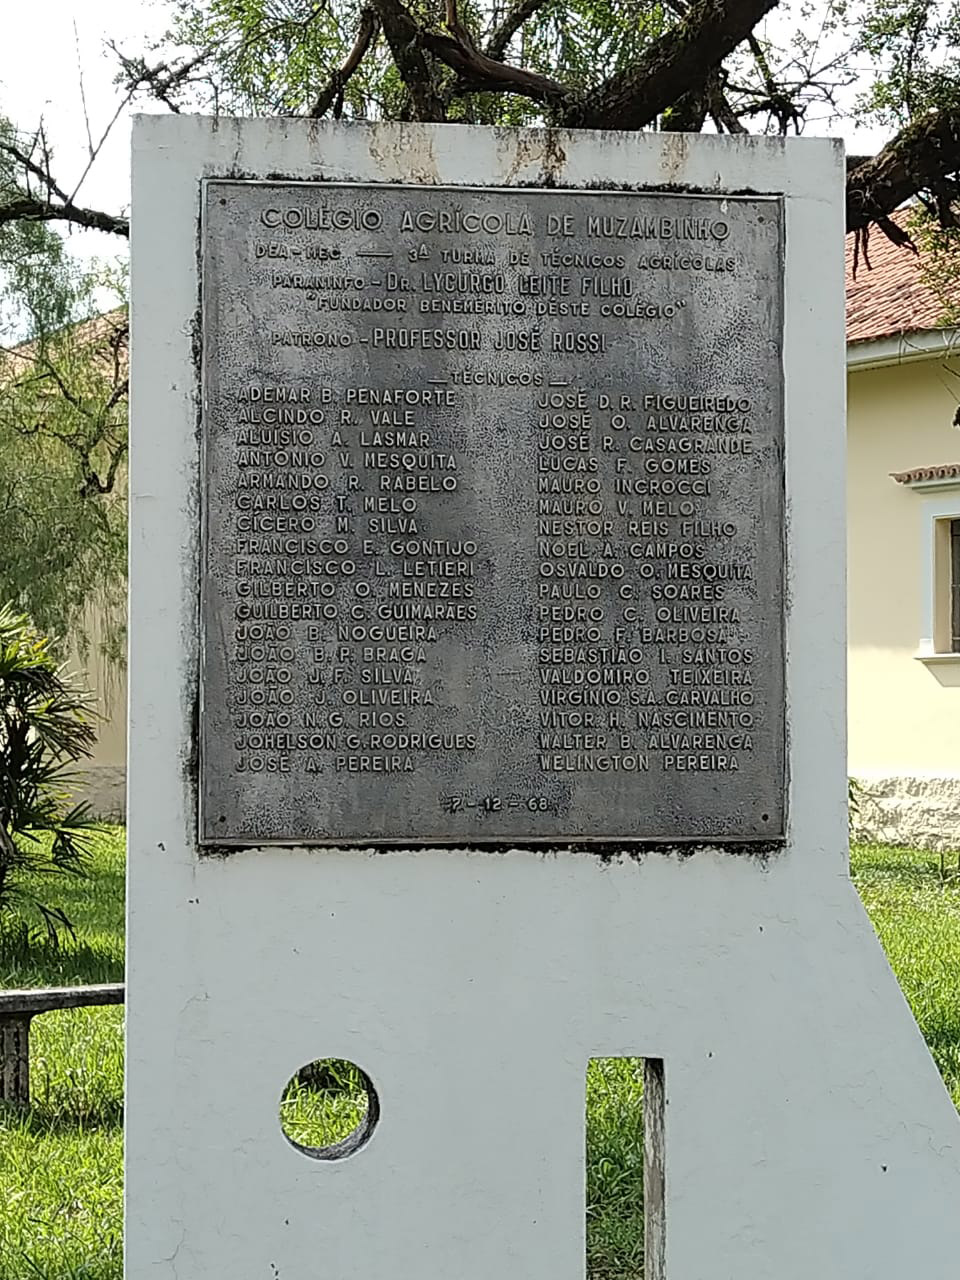 COLÉGIO AGRÍCOLA DE MUZAMBINHO
DEA-MEC — 3ª TURMA DE TÉCNICOS AGRÍCOLAS
PARANINFO - DR. LYCURGO LEITE FILHO
"FUNDADOR BENEMÉRITO DÊSTE COLÉGIO"
PATRONO - PROFESSOR JOSÉ ROSSI
— TÉCNICOS —
ADEMAR B. PENAFORTE
ALCINDO R. VALE
ALUÍSIO A. LASMAR
ANTONIO V. MESQUITA
ARMANDO R. RABELO
CARLOS T. MELO
CÍCERO M. SILVA
FRANCISCO E. GONTIJO
FRANCISCO L. LETIERI
GILBERTO O. MENEZES
GUILBERTO C. GUIMARÃES
JOÃO B. NOGUEIRA
JOÃO B. P. BRAGA
JOÃO J. F. SILVA
JOÃO J. OLIVEIRA
JOÃO N. G. RIOS
JOHELSON G. RODRIGUES
JOSÉ A. PEREIRA
JOSÉ D. R. FIGUEIREDO
JOSÉ O. ALVARENGA
JOSÉ R. CASAGRANDE
LUCAS F. GOMES
MAURO INCROCCI
MAURO V. MELO
NESTOR REIS FILHO
NOEL A. CAMPOS
OSVALDO O. MESQUITA
PAULO C. SOARES
PEDRO C. OLIVEIRA
PEDRO F. BARBOSA
SEBASTIÃO I. SANTOS
VALDOMIRO TEIXEIRA
VIRGÍNIO S.A. CARVALHO
VITOR H. NASCIMENTO
WALTER B. ALVARENGA
WELINGTON PEREIRA
7 - 12 - 68